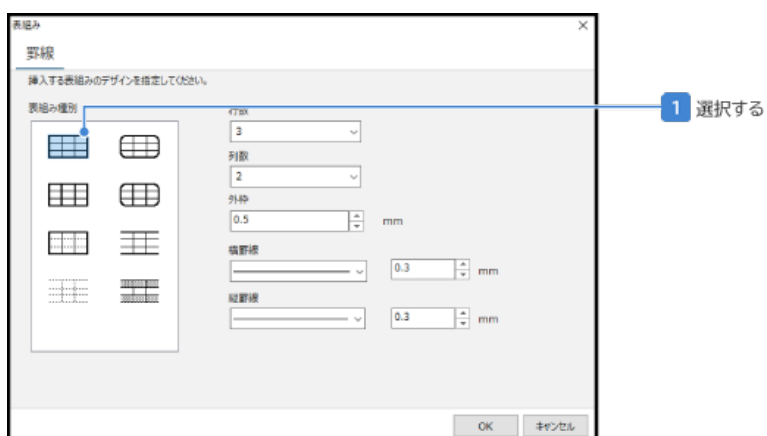 表組み
罫線
挿入する表組みのデザインを指定してください。
表組み種別
行数
3
列数
2
外枠
0.5 mm
横罫線
0.3 mm
縦罫線
0.3 mm
OK キャンセル
1 選択する